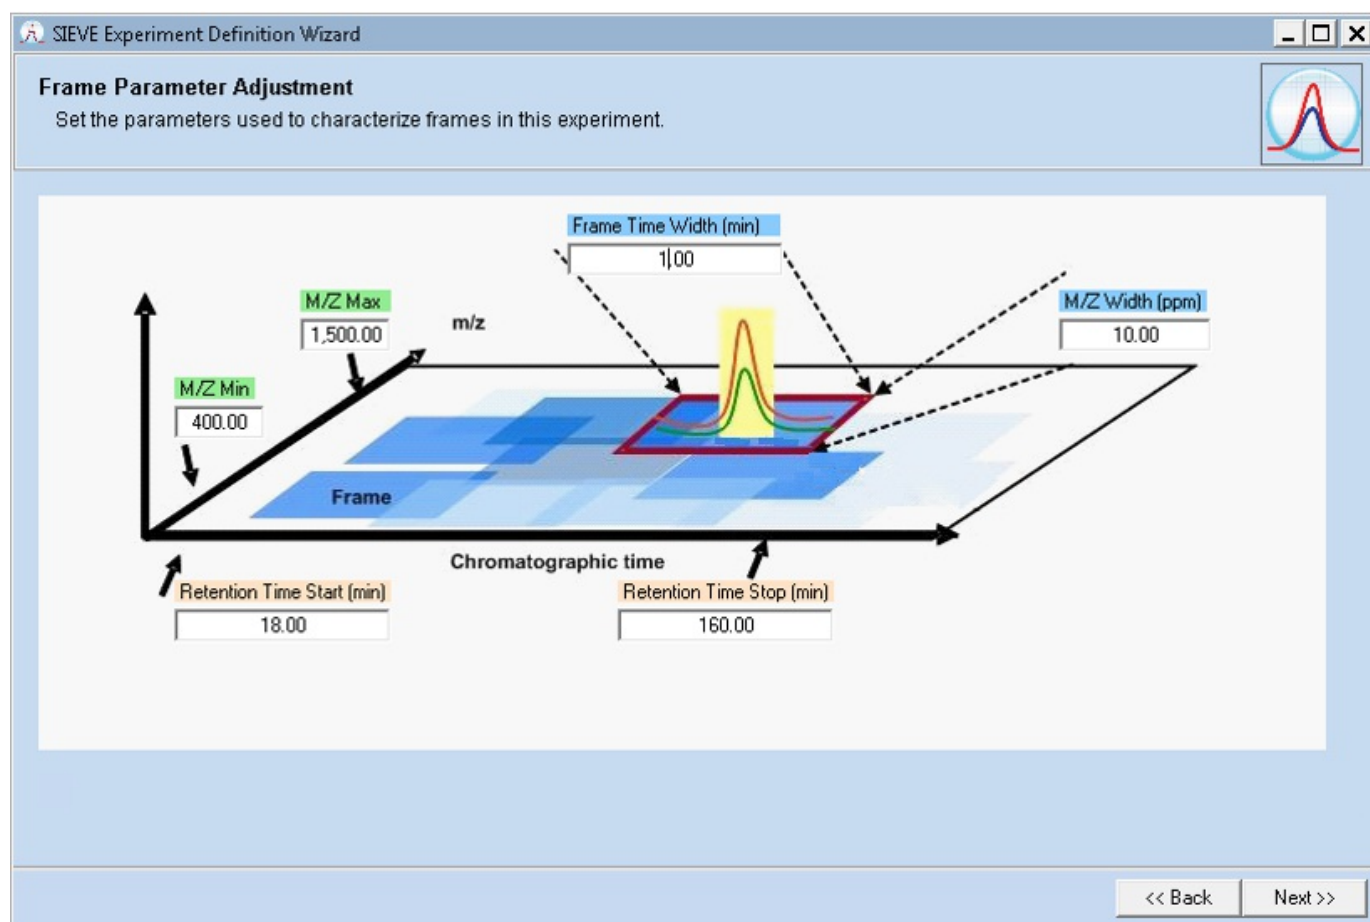 SIEVE Experiment Definition Wizard
Frame Parameter Adjustment
Set the parameters used to characterize frames in this experiment.
Frame Time Width (min)
1.00
M/Z Max
1,500.00
m/z
M/Z Width (ppm)
10.00
M/Z Min
400.00
Frame
Chromatographic time
Retention Time Start (min)
18.00
Retention Time Stop (min)
160.00
<< Back
Next >>